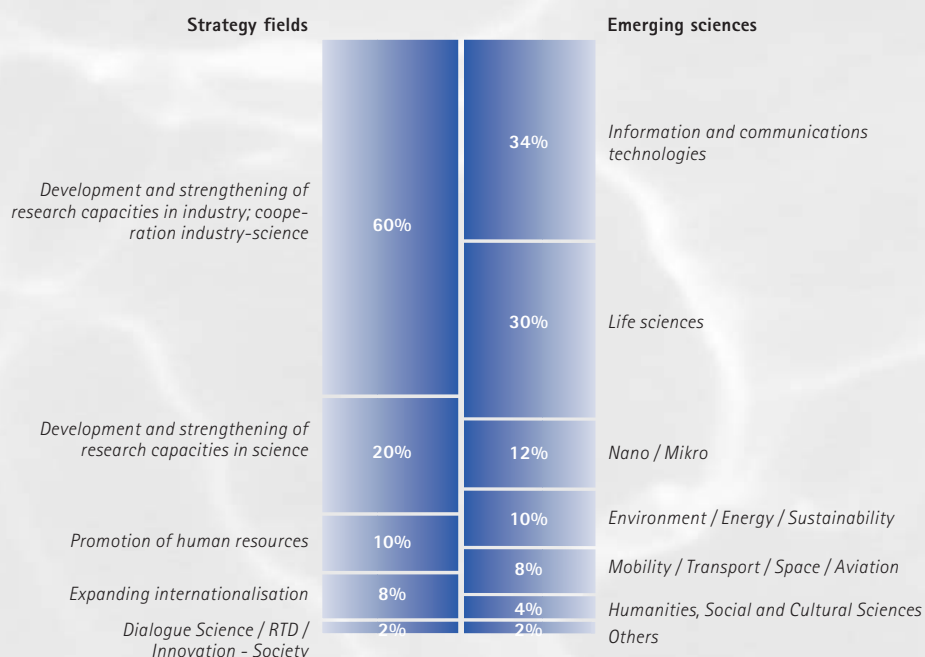 Strategy fields
Emerging sciences
34%
Information and communications
technologies
Development and strengthening of
research capacities in industry; coope-
ration industry-science
60%
30%
Life sciences
Development and strengthening of
research capacities in science
20%
12%
Nano / Mikro
10%
Environment / Energy / Sustainability
Promotion of human resources
10%
8%
Mobility / Transport / Space / Aviation
Expanding internationalisation
8%
4%
Humanities, Social and Cultural Sciences
Dialogue Science / RTD /
Innovation - Society
2%
2%
Others